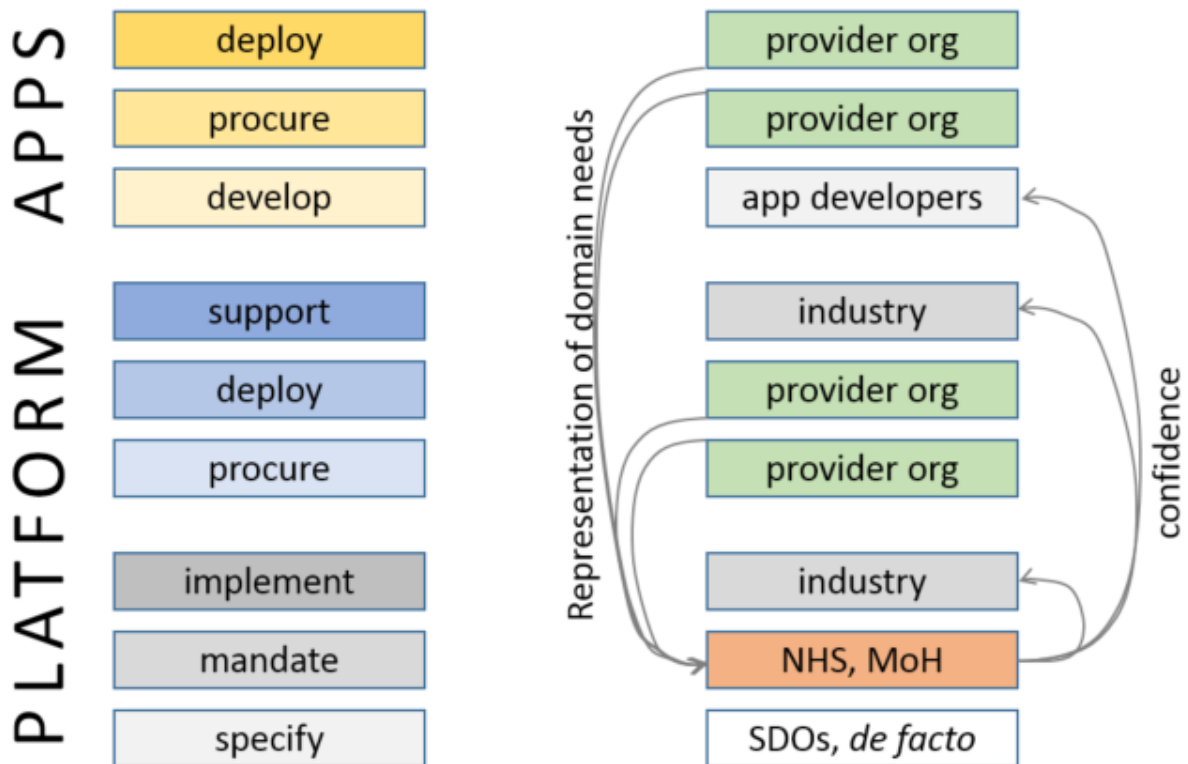 APPS
deploy
provider org
procure
provider org
develop
app developers
Representation of domain needs
PLATFORM
support
industry
deploy
provider org
procure
provider org
confidence
implement
industry
mandate
NHS, MoH
specify
SDOs, de facto